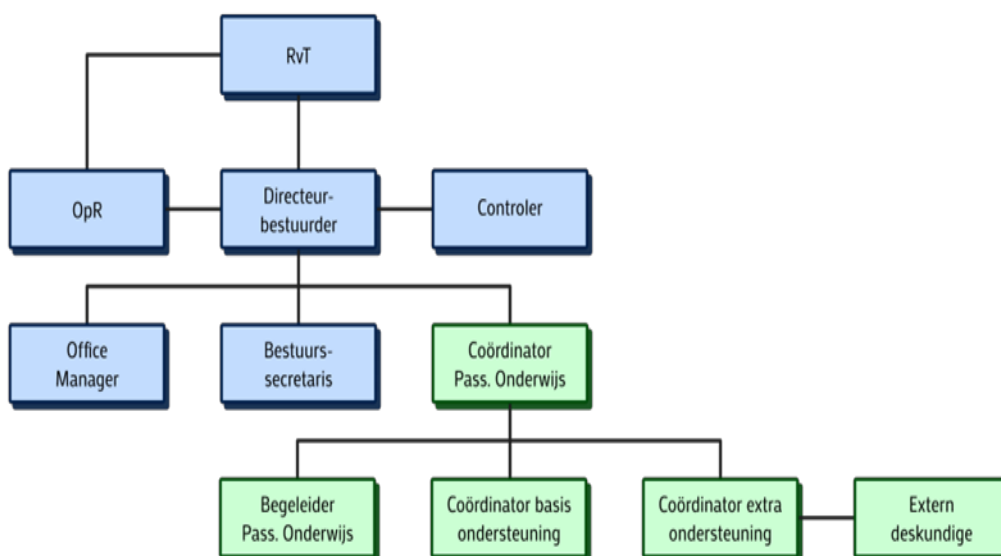 RvT
OpR
Directeur-
bestuurder
Controler
Office
Manager
Bestuurs-
secretaris
Coördinator
Pass. Onderwijs
Begeleider
Pass. Onderwijs
Coördinator basis
ondersteuning
Coördinator extra
ondersteuning
Extern
deskundige